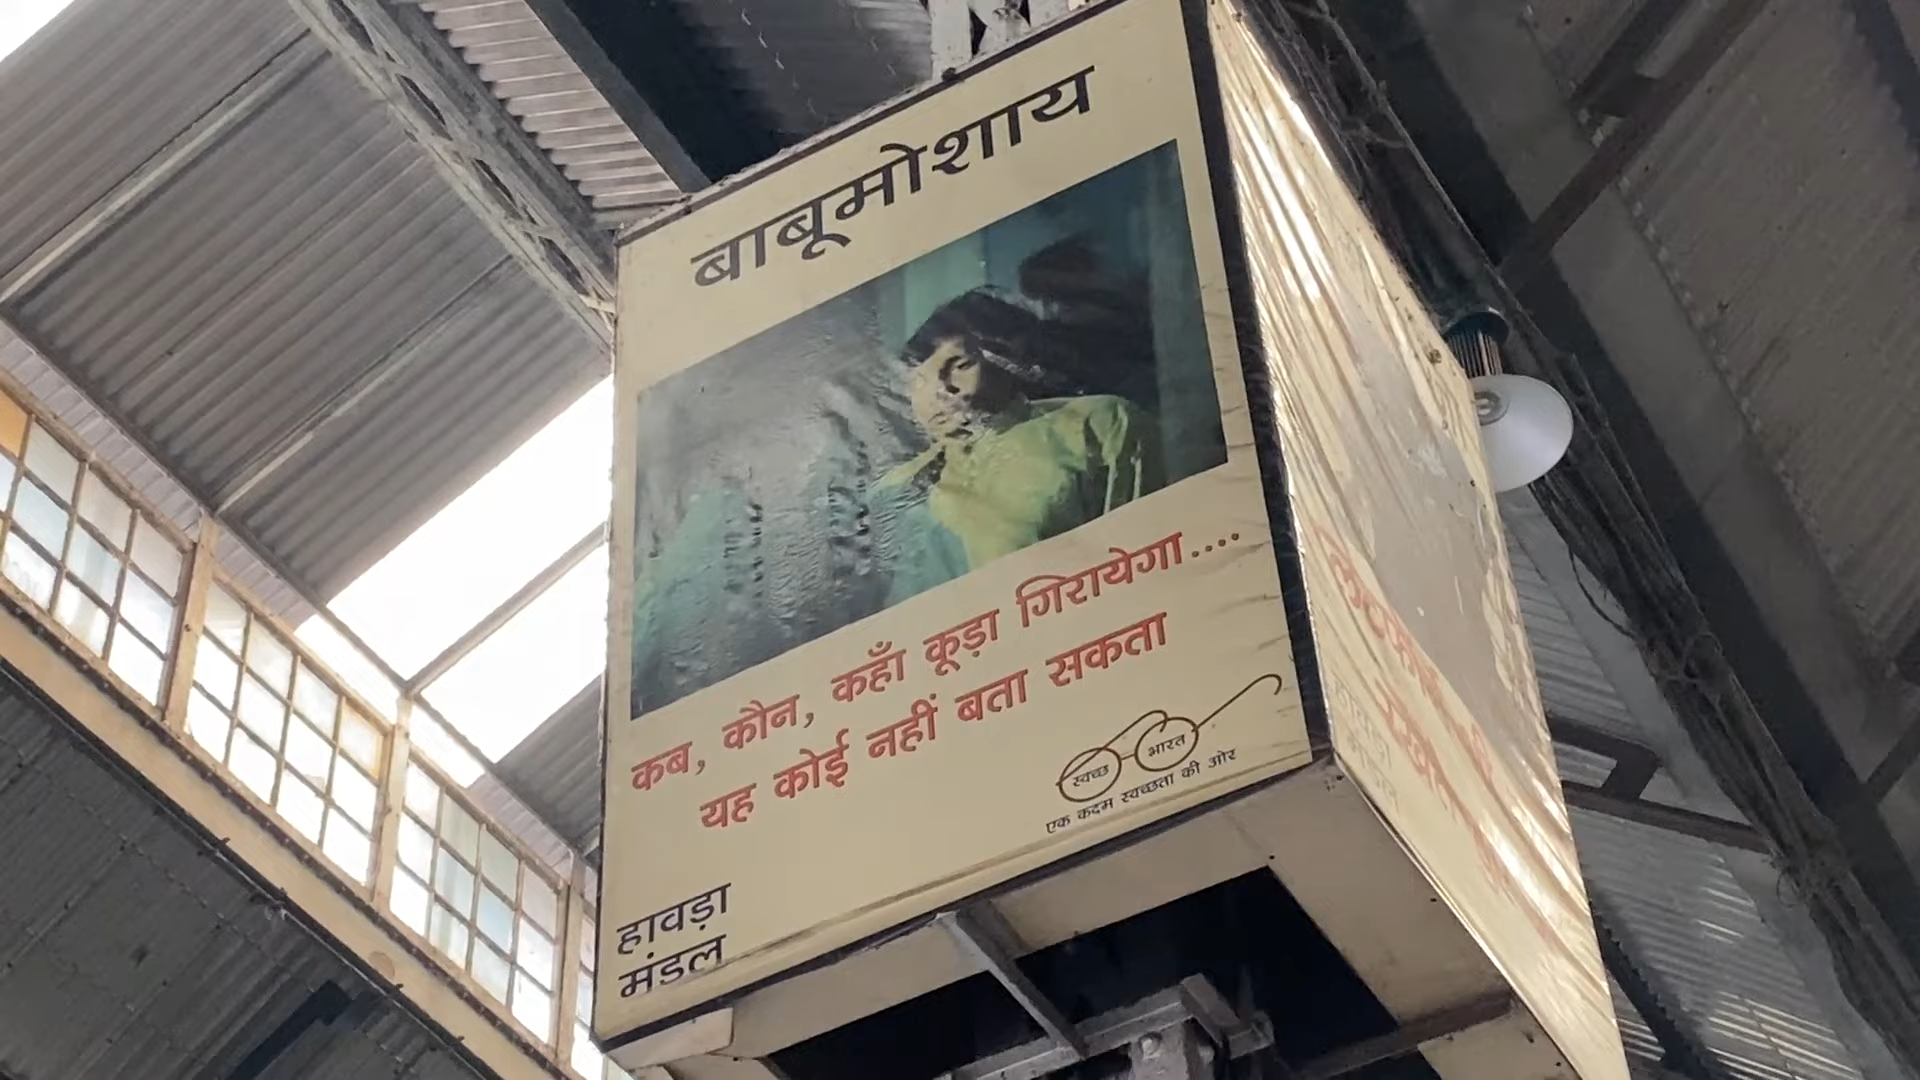 बाबूमोशाय
कब, कौन, कहाँ कूड़ा गिरायेगा....
यह कोई नहीं बता सकता
स्वच्छ भारत
एक कदम स्वच्छता की ओर
हावड़ा
मंडल